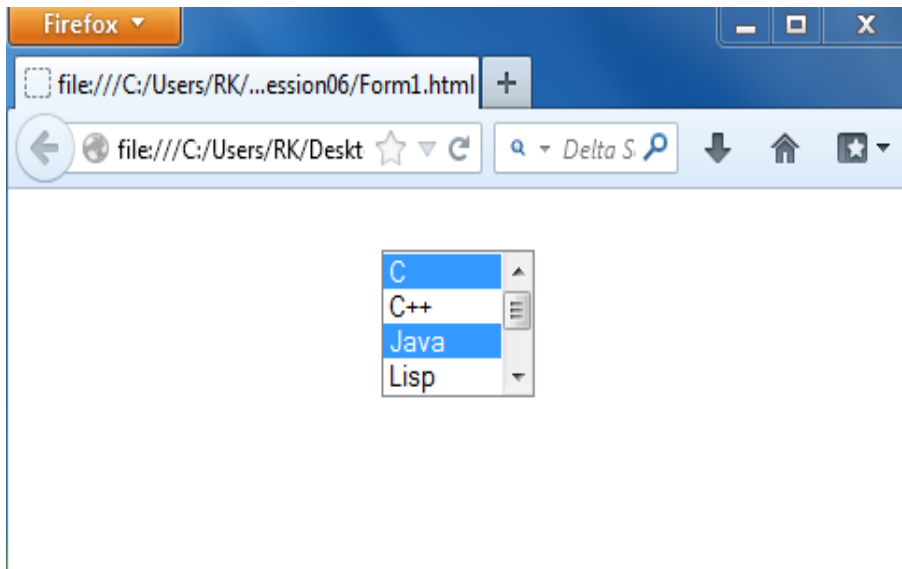 Firefox
file:///C:/Users/RK/...ession06/Form1.html
file:///C:/Users/RK/Deskt Delta S
C
C++
Java
Lisp